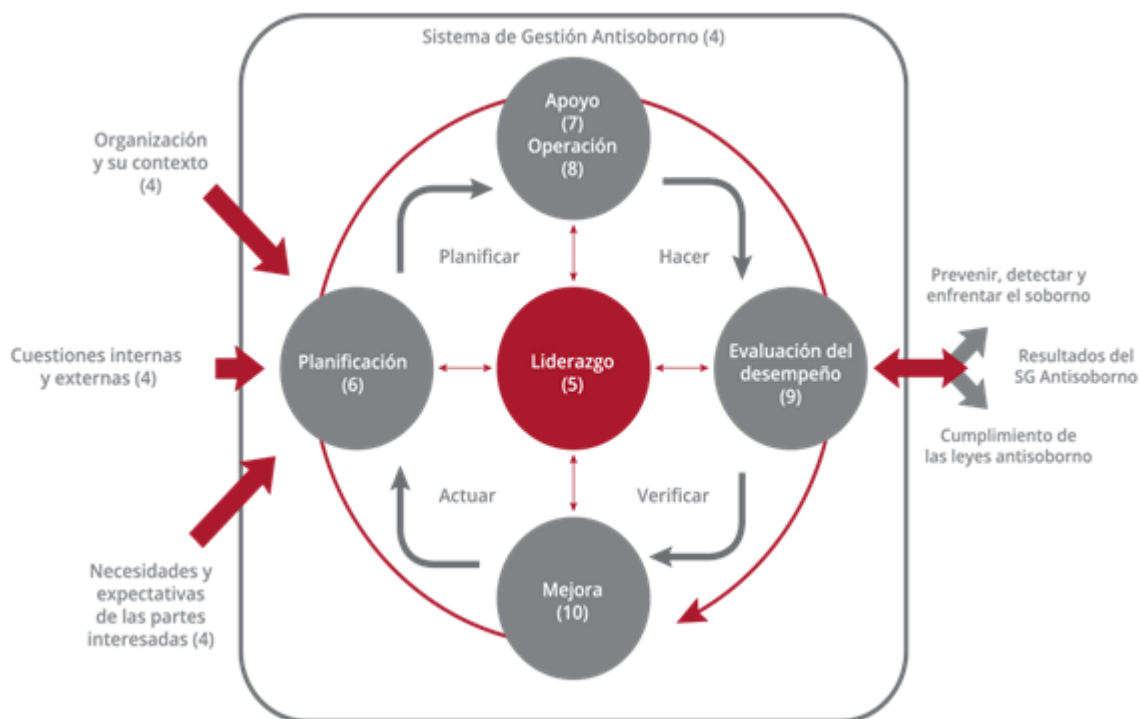 Sistema de Gestión Antisoborno (4)
Apoyo
(7)
Operación
(8)
Organización
y su contexto
(4)
Planificar
Hacer
Prevenir, detectar y
enfrentar el soborno
Cuestiones internas
y externas (4)
Planificación
(6)
Liderazgo
(5)
Evaluación del
desempeño
(9)
Resultados del
SG Antisoborno
Cumplimiento de
las leyes antisoborno
Actuar
Verificar
Necesidades y
expectativas
de las partes
interesadas (4)
Mejora
(10)